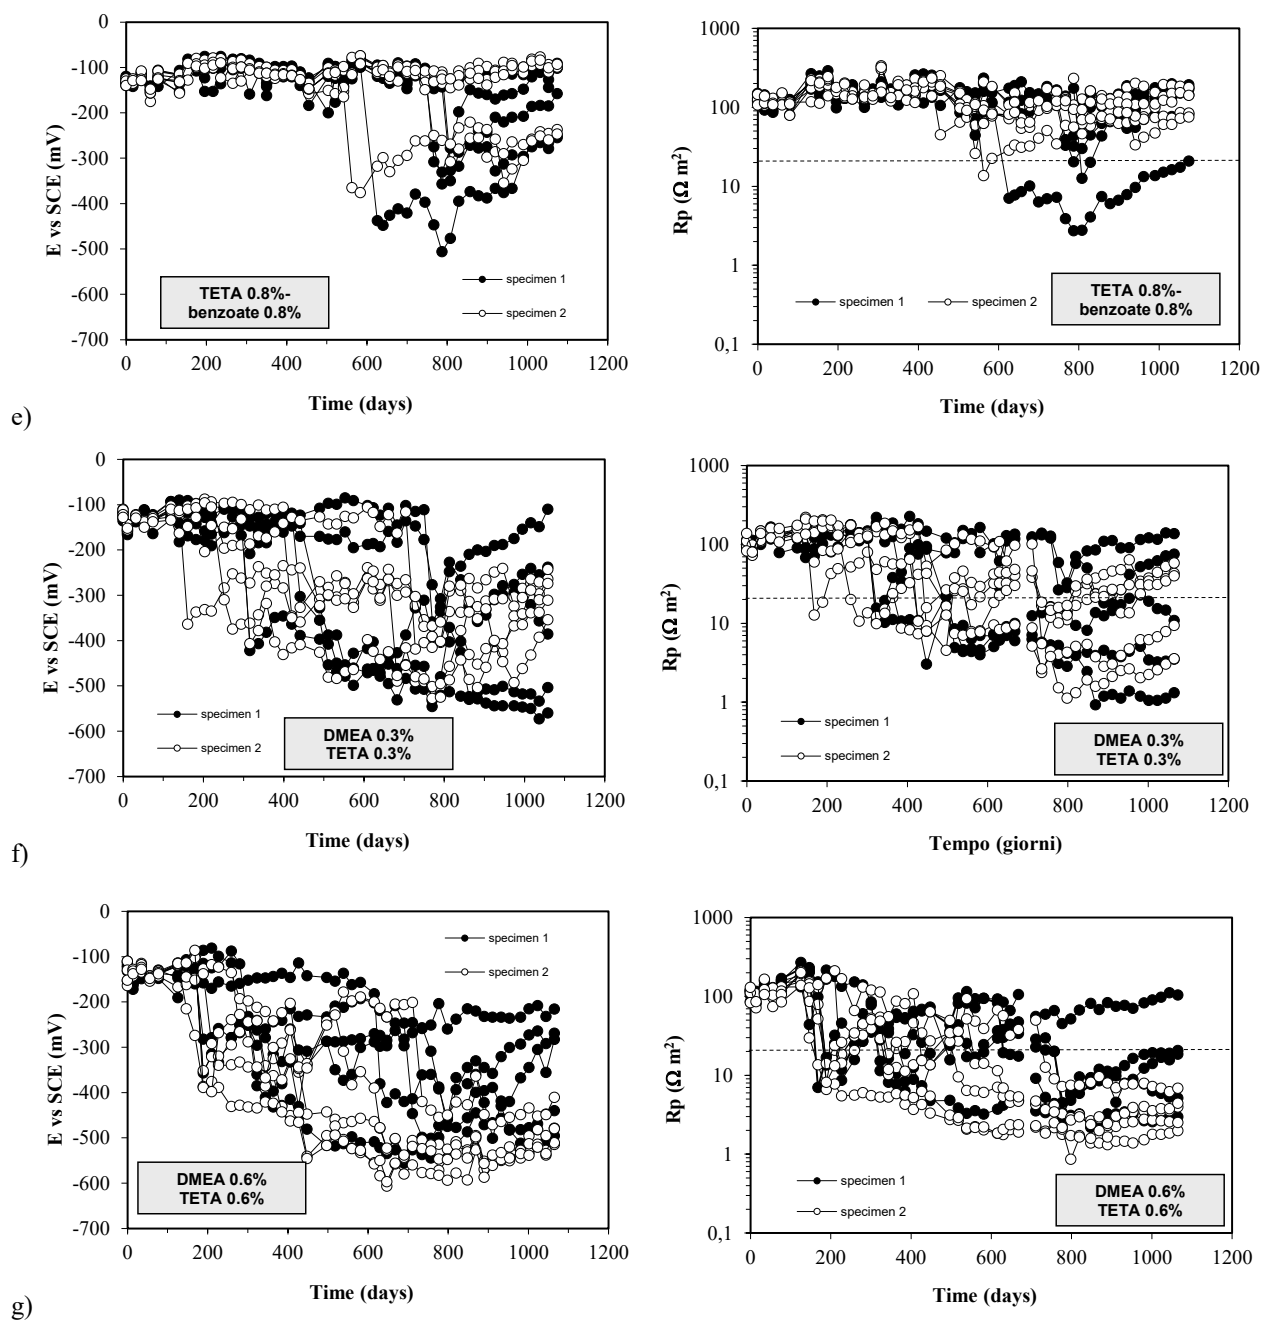 0
-100
-200
-300
-400
-500
-600
-700
E vs SCE (mV)
0 200 400 600 800 1000 1200
Time (days)
TETA 0.8%-
benzoate 0.8%
specimen 1
specimen 2
1000
100
10
1
0,1
Rp (Ω m²)
0 200 400 600 800 1000 1200
Time (days)
specimen 1 specimen 2
TETA 0.8%-
benzoate 0.8%
e)
0
-100
-200
-300
-400
-500
-600
-700
E vs SCE (mV)
0 200 400 600 800 1000 1200
Time (days)
specimen 1
specimen 2
DMEA 0.3%
TETA 0.3%
1000
100
10
1
0,1
Rp (Ω m²)
0 200 400 600 800 1000 1200
Tempo (giorni)
specimen 1
specimen 2
DMEA 0.3%
TETA 0.3%
f)
0
-100
-200
-300
-400
-500
-600
-700
E vs SCE (mV)
0 200 400 600 800 1000 1200
Time (days)
specimen 1
specimen 2
DMEA 0.6%
TETA 0.6%
1000
100
10
1
0,1
Rp (Ω m²)
0 200 400 600 800 1000 1200
Time (days)
specimen 1
specimen 2
DMEA 0.6%
TETA 0.6%
g)